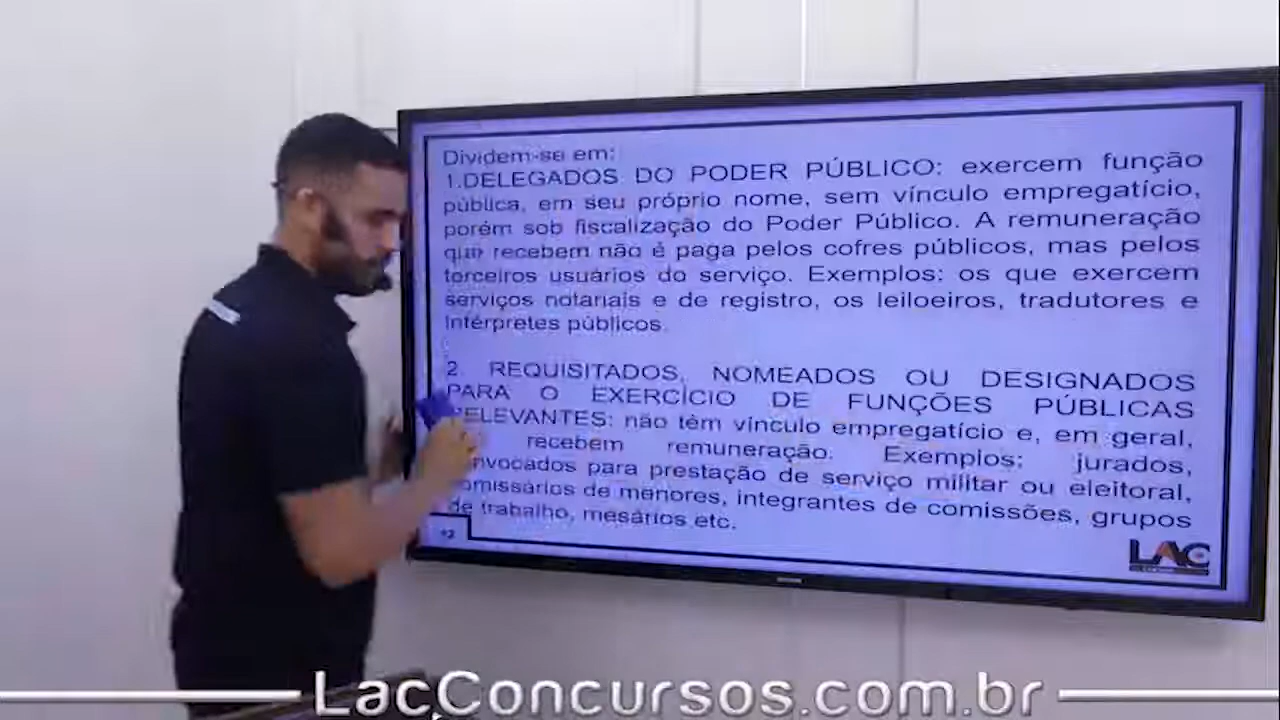 Dividem-se em:
1.DELEGADOS DO PODER PÚBLICO: exercem função
pública, em seu próprio nome, sem vínculo empregatício,
porém sob fiscalização do Poder Público. A remuneração
que recebem não é paga pelos cofres públicos, mas pelos
terceiros usuários do serviço. Exemplos: os que exercem
serviços notariais e de registro, os leiloeiros, tradutores e
intérpretes públicos.
2. REQUISITADOS, NOMEADOS OU DESIGNADOS
PARA O EXERCÍCIO DE FUNÇÕES PÚBLICAS
RELEVANTES: não têm vínculo empregatício e, em geral,
recebem remuneração. Exemplos: jurados,
nvocados para prestação de serviço militar ou eleitoral,
omissários de menores, integrantes de comissões, grupos
de trabalho, mesários etc.
LAC
LacConcursos.com.br